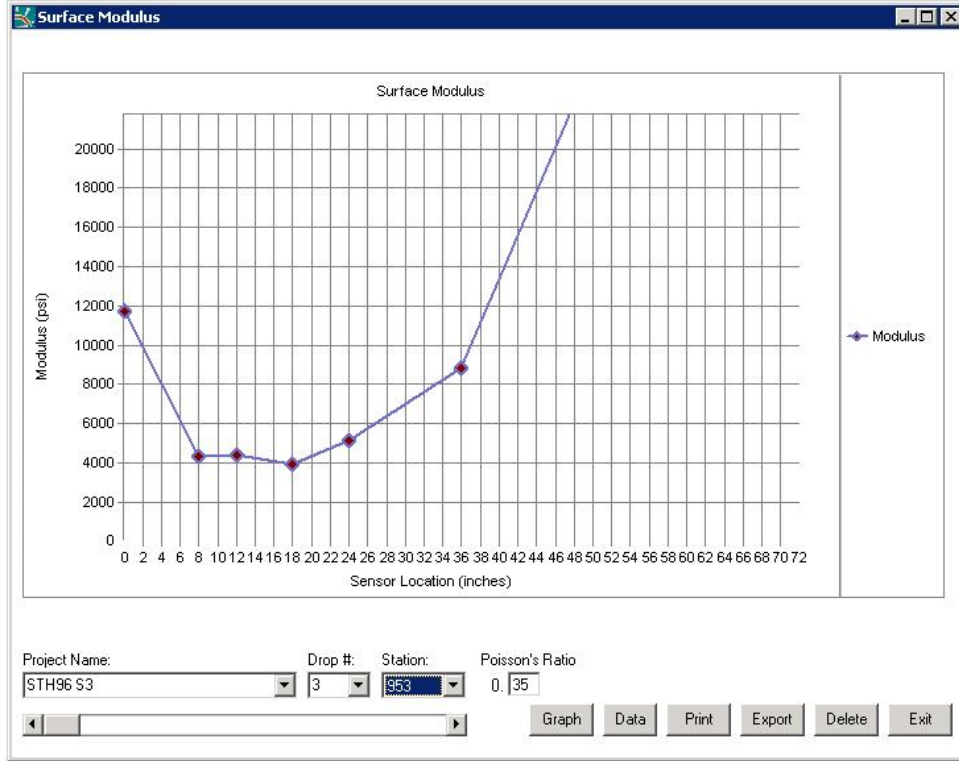 Surface Modulus
Surface Modulus
20000
18000
16000
14000
12000
10000
8000
6000
4000
2000
0
Modulus (psi)
0 2 4 6 8 10 12 14 16 18 20 22 24 26 28 30 32 34 36 38 40 42 44 46 48 50 52 54 56 58 60 62 64 66 68 70 72
Sensor Location (inches)
Modulus
Project Name: Drop #: Station: Poisson's Ratio
STH96 S3 3 953 0. 35
Graph Data Print Export Delete Exit